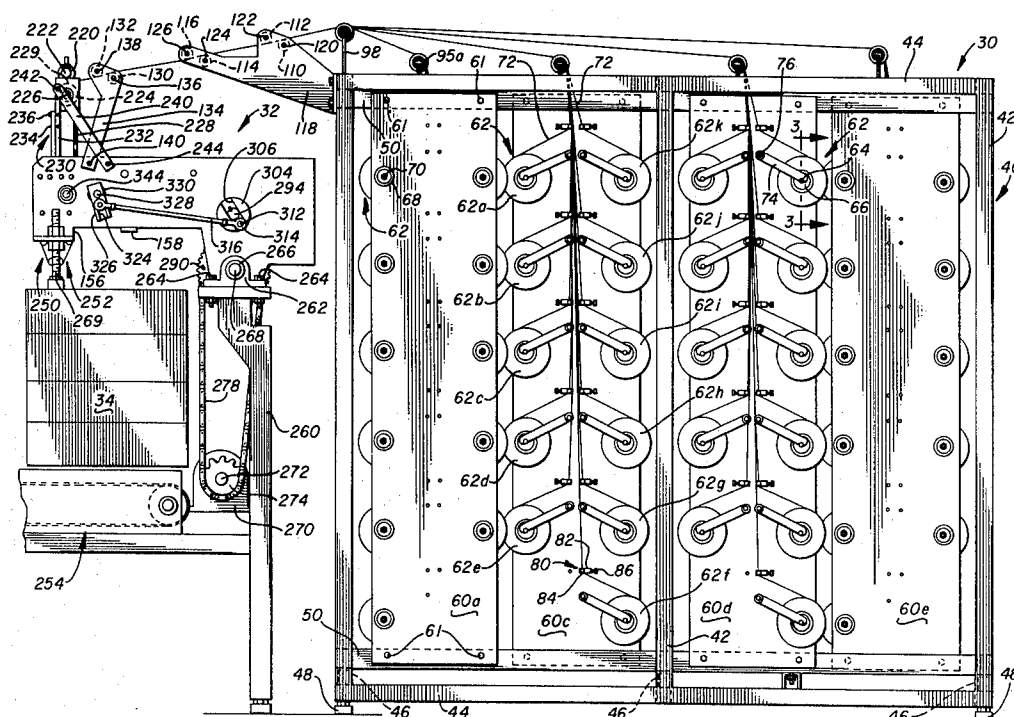 222 220 132 138 126 116 122 112 72 72 76 44 30
229 124 114 120 110 98 95a 61
242 130 136
226 224 240 134 32 118 62 62k 3 62 42
236 228 61 64
234 232 140 306 50 70 74 66 40
230 244 304 68 62a 3
344 330 294 62
328 312 62j
316 314
158 266 62b
326 324 290 264 62i
250 156 264 262
252 269 268
62c 62h
278
34 260
62d 62g
272
274 82
270 62e 80 86 62f
254 84
60a 60c 60d 60e
50 61 42
48 46 44 46 46 48